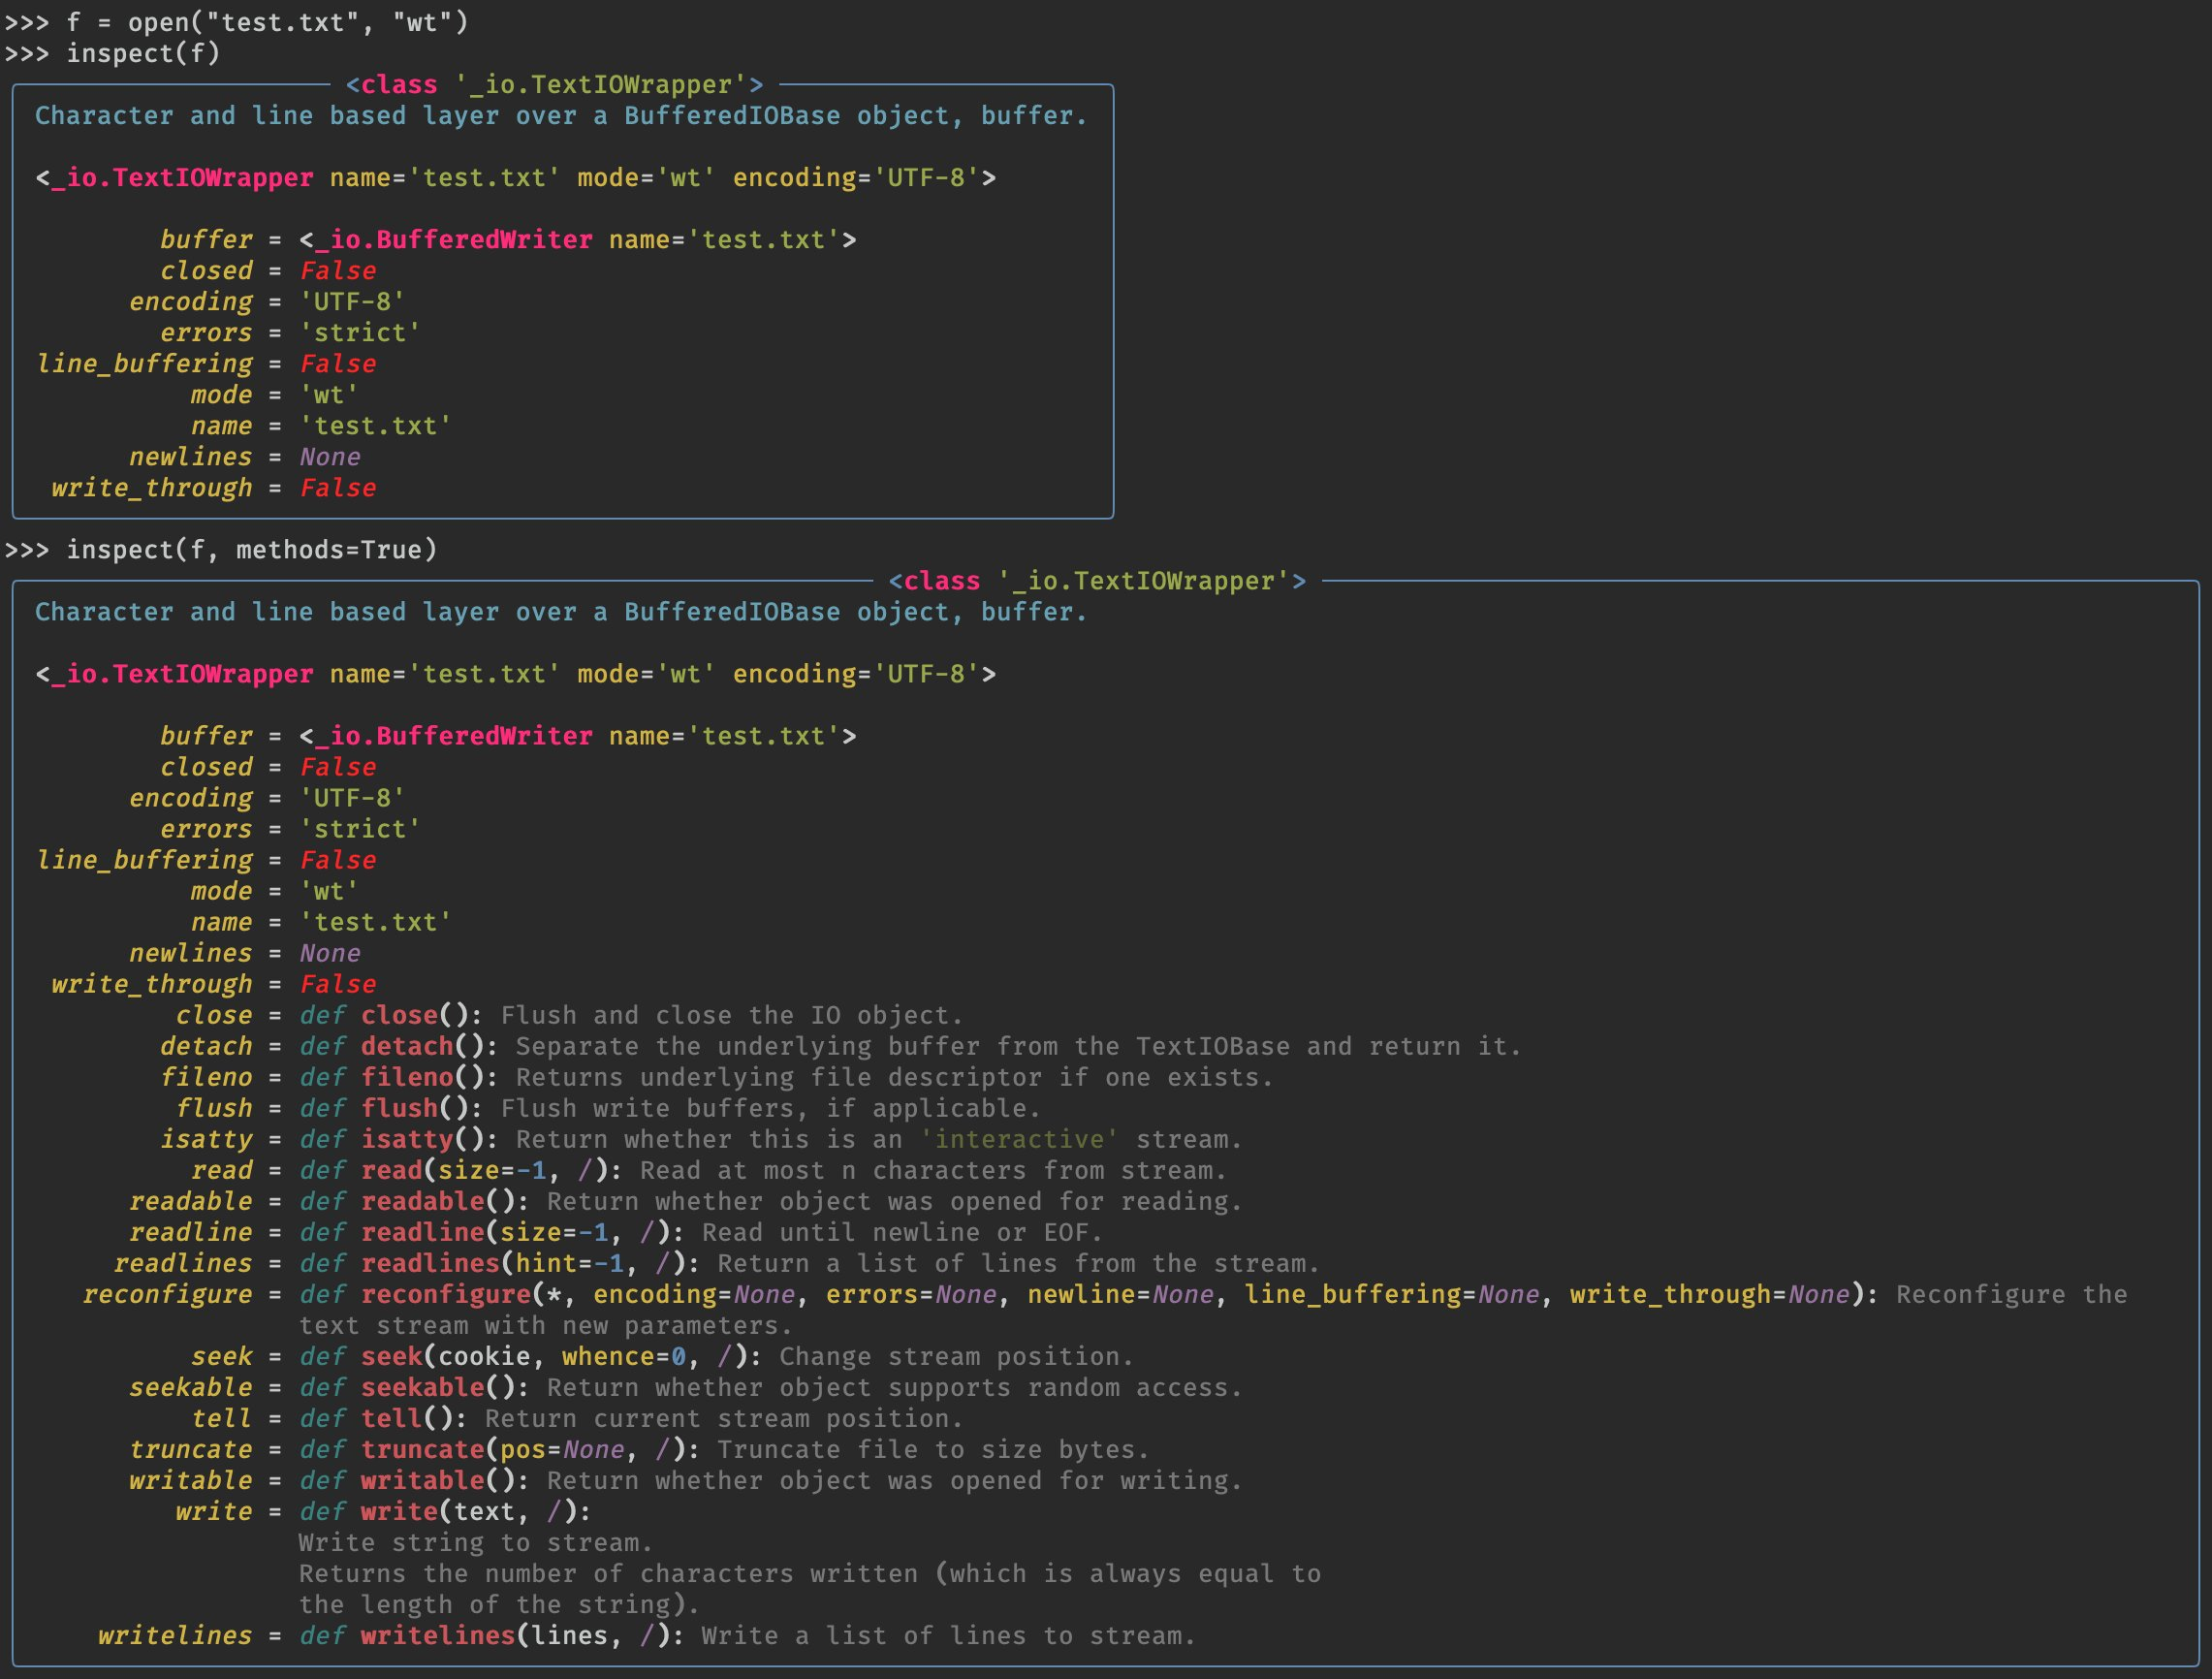 >>> f = open("test.txt", "wt")
>>> inspect(f)
<class '_io.TextIOWrapper'>
Character and line based layer over a BufferedIOBase object, buffer.
<_io.TextIOWrapper name='test.txt' mode='wt' encoding='UTF-8'>
buffer = <_io.BufferedWriter name='test.txt'>
closed = False
encoding = 'UTF-8'
errors = 'strict'
line_buffering = False
mode = 'wt'
name = 'test.txt'
newlines = None
write_through = False
>>> inspect(f, methods=True)
<class '_io.TextIOWrapper'>
Character and line based layer over a BufferedIOBase object, buffer.
<_io.TextIOWrapper name='test.txt' mode='wt' encoding='UTF-8'>
buffer = <_io.BufferedWriter name='test.txt'>
closed = False
encoding = 'UTF-8'
errors = 'strict'
line_buffering = False
mode = 'wt'
name = 'test.txt'
newlines = None
write_through = False
close = def close(): Flush and close the IO object.
detach = def detach(): Separate the underlying buffer from the TextIOBase and return it.
fileno = def fileno(): Returns underlying file descriptor if one exists.
flush = def flush(): Flush write buffers, if applicable.
isatty = def isatty(): Return whether this is an 'interactive' stream.
read = def read(size=-1, /): Read at most n characters from stream.
readable = def readable(): Return whether object was opened for reading.
readline = def readline(size=-1, /): Read until newline or EOF.
readlines = def readlines(hint=-1, /): Return a list of lines from the stream.
reconfigure = def reconfigure(*, encoding=None, errors=None, newline=None, line_buffering=None, write_through=None): Reconfigure the
text stream with new parameters.
seek = def seek(cookie, whence=0, /): Change stream position.
seekable = def seekable(): Return whether object supports random access.
tell = def tell(): Return current stream position.
truncate = def truncate(pos=None, /): Truncate file to size bytes.
writable = def writable(): Return whether object was opened for writing.
write = def write(text, /):
Write string to stream.
Returns the number of characters written (which is always equal to
the length of the string).
writelines = def writelines(lines, /): Write a list of lines to stream.